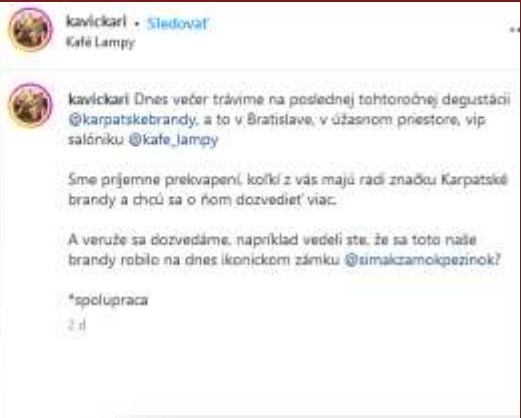 kavickari • Sledovať
Kafé Lampy
kavickari Dnes večer trávime na poslednej tohtoročnej degustácii
@karpatskebrandy, a to v Bratislave, v úžasnom priestore, vip
salóniku @kafe_lampy
Sme príjemne prekvapení, koľkí z vás majú radi značku Karpatské
brandy a chcú sa o ňom dozvedieť viac.
A veruže sa dozvedáme, napríklad vedeli ste, že sa toto naše
brandy robilo na dnes ikonickom zámku @simakzamokpezinok?
*spolupraca
2 d